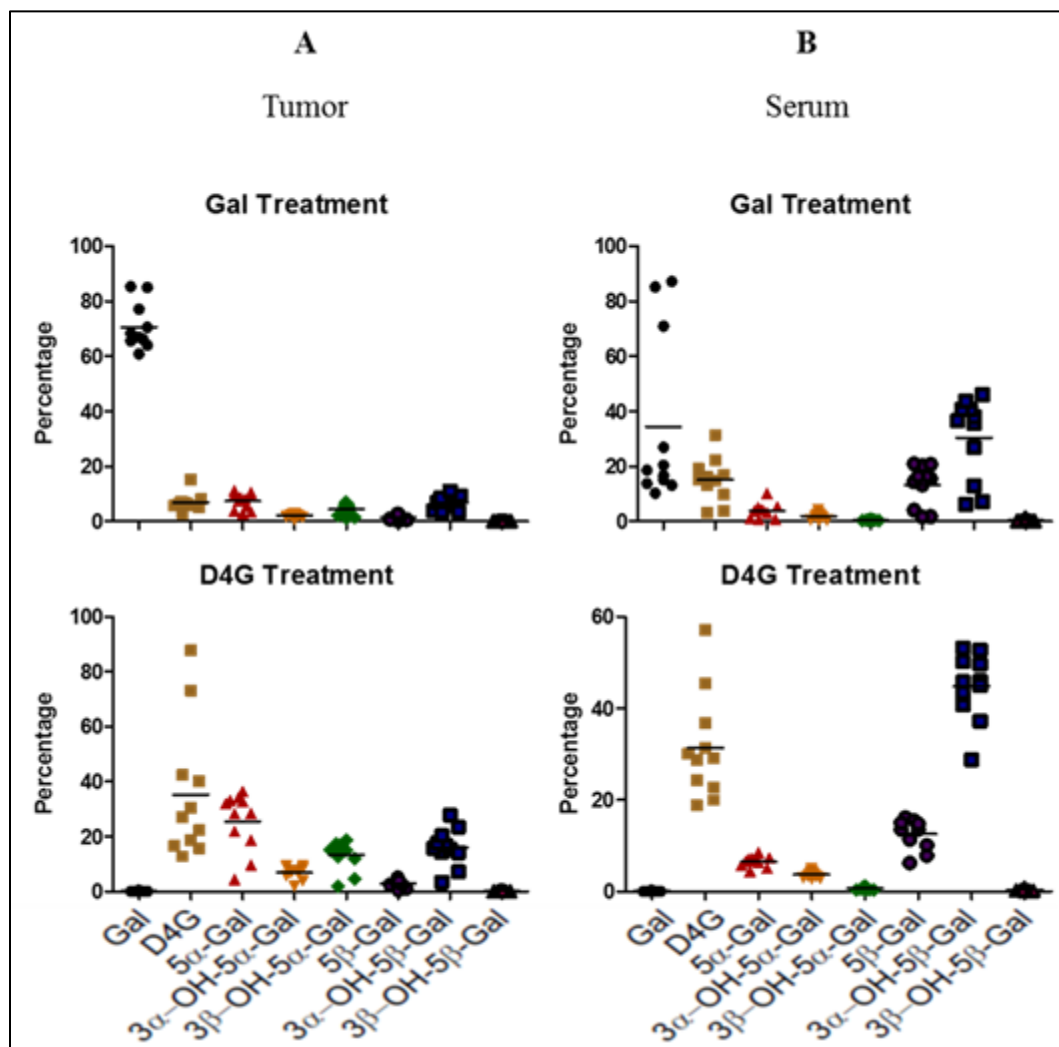 A
B
Tumor
Serum
Gal Treatment
Gal Treatment
Percentage
100
80
60
40
20
0
Percentage
100
80
60
40
20
0
D4G Treatment
D4G Treatment
Percentage
100
80
60
40
20
0
Percentage
60
40
20
0
Gal
D4G
5α-Gal
3α–OH-5α-Gal
3β–OH-5α-Gal
5β-Gal
3α–OH-5β-Gal
3β–OH-5β-Gal
Gal
D4G
5α-Gal
3α–OH-5α-Gal
3β–OH-5α-Gal
5β-Gal
3α–OH-5β-Gal
3β–OH-5β-Gal